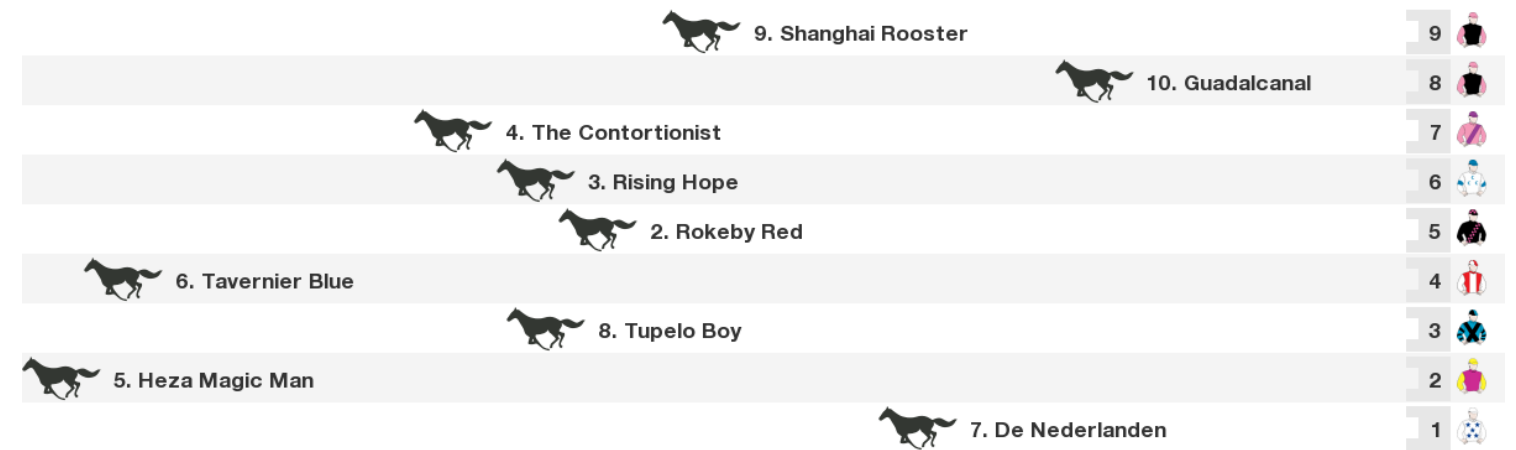 9. Shanghai Rooster 9
10. Guadalcanal 8
4. The Contortionist 7
3. Rising Hope 6
2. Rokeby Red 5
6. Tavernier Blue 4
8. Tupelo Boy 3
5. Heza Magic Man 2
7. De Nederlanden 1